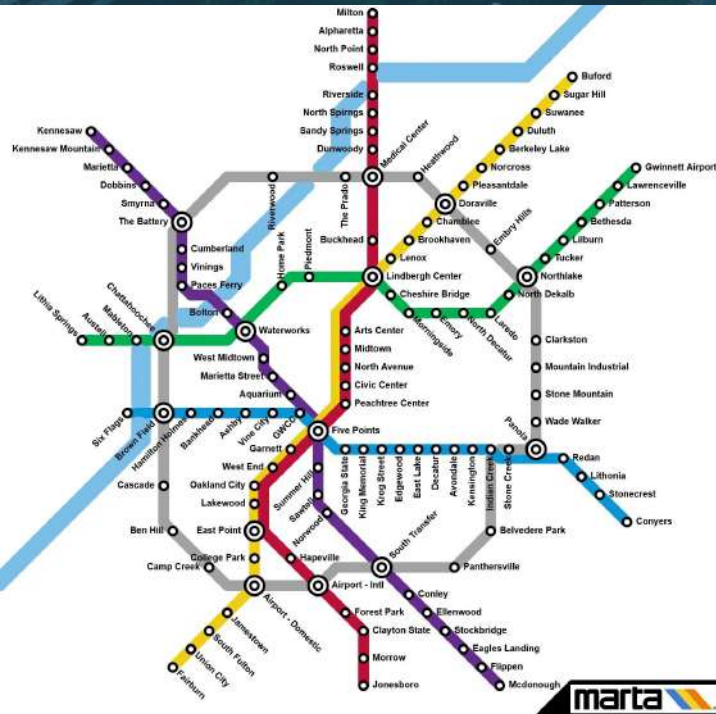 Milton
Alpharetta
North Point
Roswell
Riverside
North Spirngs
Sandy Springs
Dunwoody
Medical Center
Heathwood
Buford
Sugar Hill
Suwanee
Duluth
Berkeley Lake
Norcross
Pleasantdale
Doraville
Chamblee
Brookhaven
Lenox
Kennesaw
Kennesaw Mountain
Marietta
Dobbins
Smyrna
The Battery
Cumberland
Vinings
Paces Ferry
Bolton
Riverwood
The Prado
Buckhead
Embry Hills
Gwinnett Airport
Lawrenceville
Patterson
Bethesda
Lilburn
Tucker
Northlake
North Dekalb
Home Park
Piedmont
Lindbergh Center
Cheshire Bridge
Morningside
Emory
North Decatur
Laredo
Lithia Springs
Austell
Mableton
Chattahoochee
Waterworks
West Midtown
Marietta Street
Aquarium
Arts Center
Midtown
North Avenue
Civic Center
Peachtree Center
Clarkston
Mountain Industrial
Stone Mountain
Wade Walker
Panola
Six Flags
Brown Field
Hamilton Holmes
Bankhead
Ashby
Vine City
GWCC
Five Points
Garnett
West End
Oakland City
Lakewood
East Point
College Park
Georgia State
King Memorial
Krog Street
Edgewood
East Lake
Decatur
Avondale
Kensington
Indian Creek
Stone Creek
Redan
Lithonia
Stonecrest
Conyers
Cascade
Ben Hill
Camp Creek
Summer Hill
Sawtell
Norwood
Hapeville
South Transfer
Belvedere Park
Panthersville
Airport - Intl
Airport - Domestic
Jamestown
South Fulton
Union City
Fairburn
Forest Park
Clayton State
Morrow
Jonesboro
Conley
Ellenwood
Stockbridge
Eagles Landing
Flippen
Mcdonough
marta